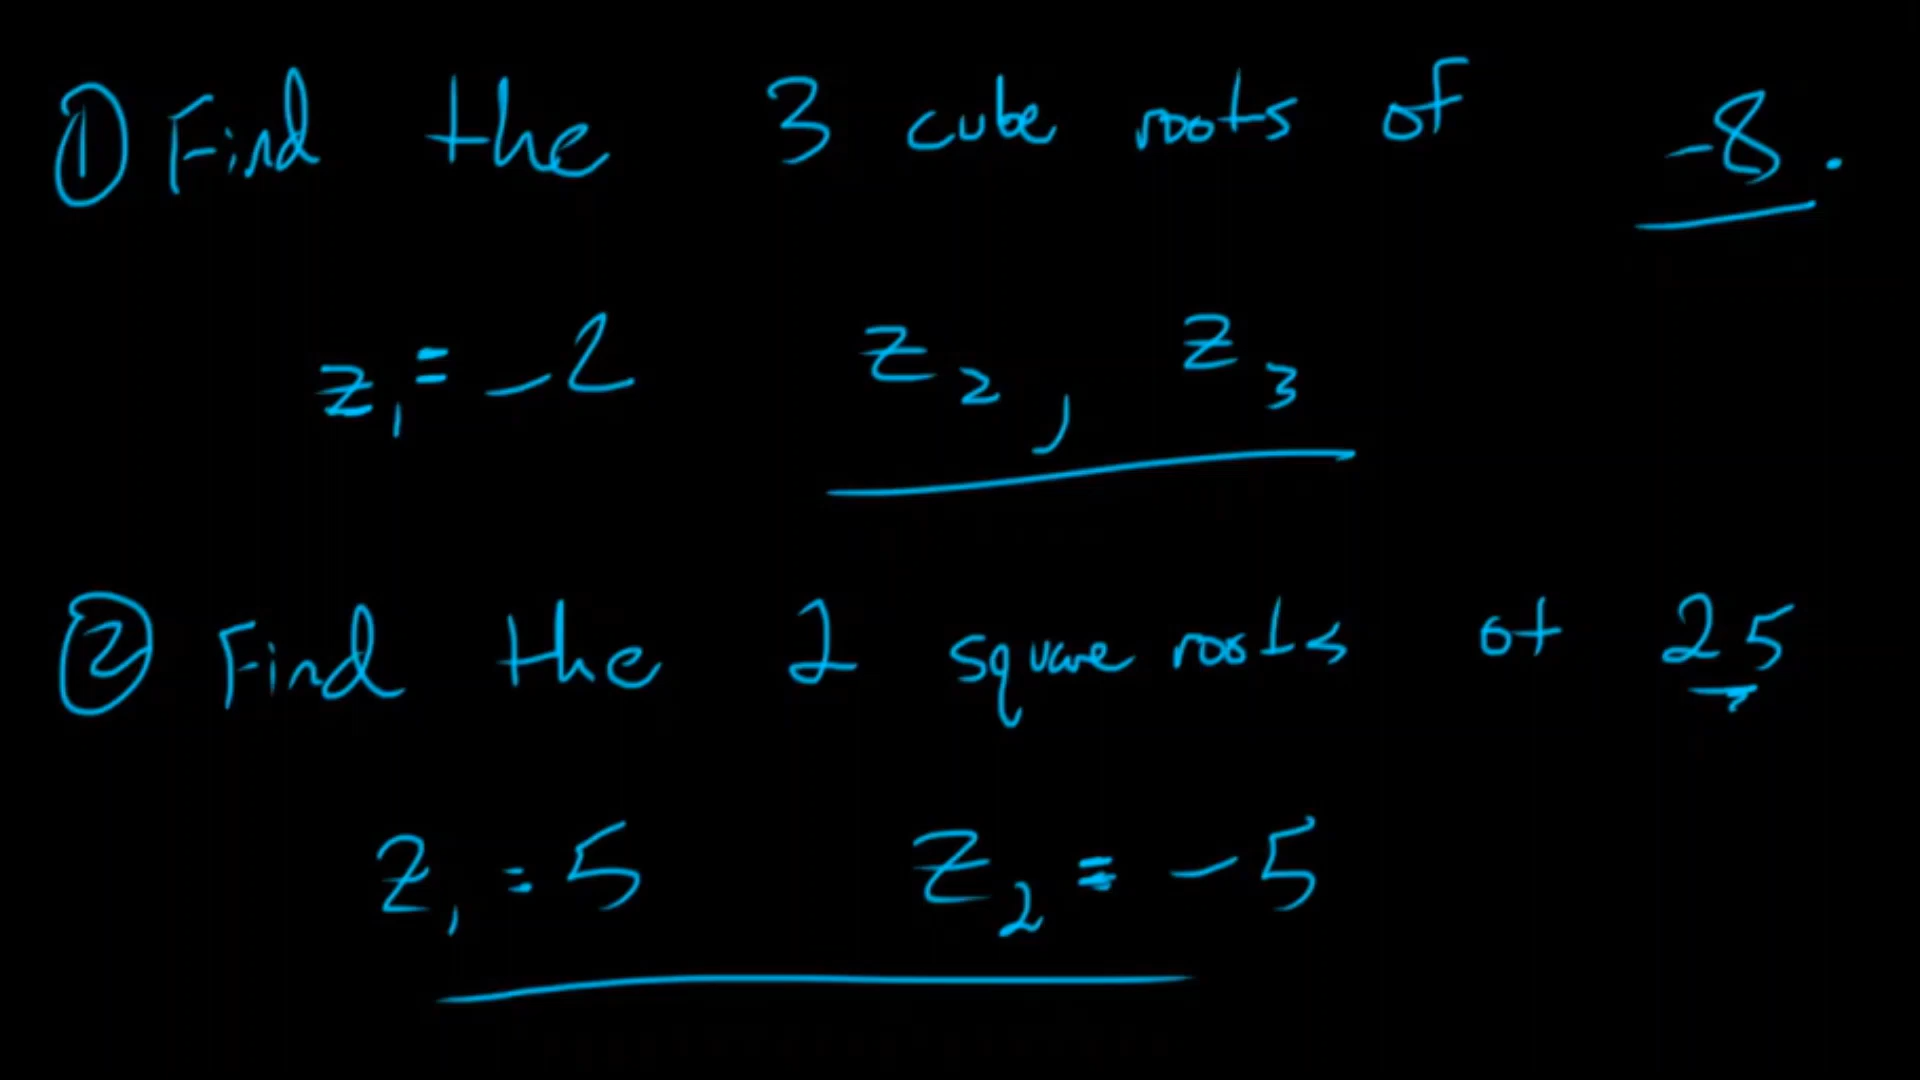 ① Find the 3 cube roots of -8.
z₁ = -2 z₂, z₃
② Find the 2 square roots of 25
z₁ = 5 z₂ = -5